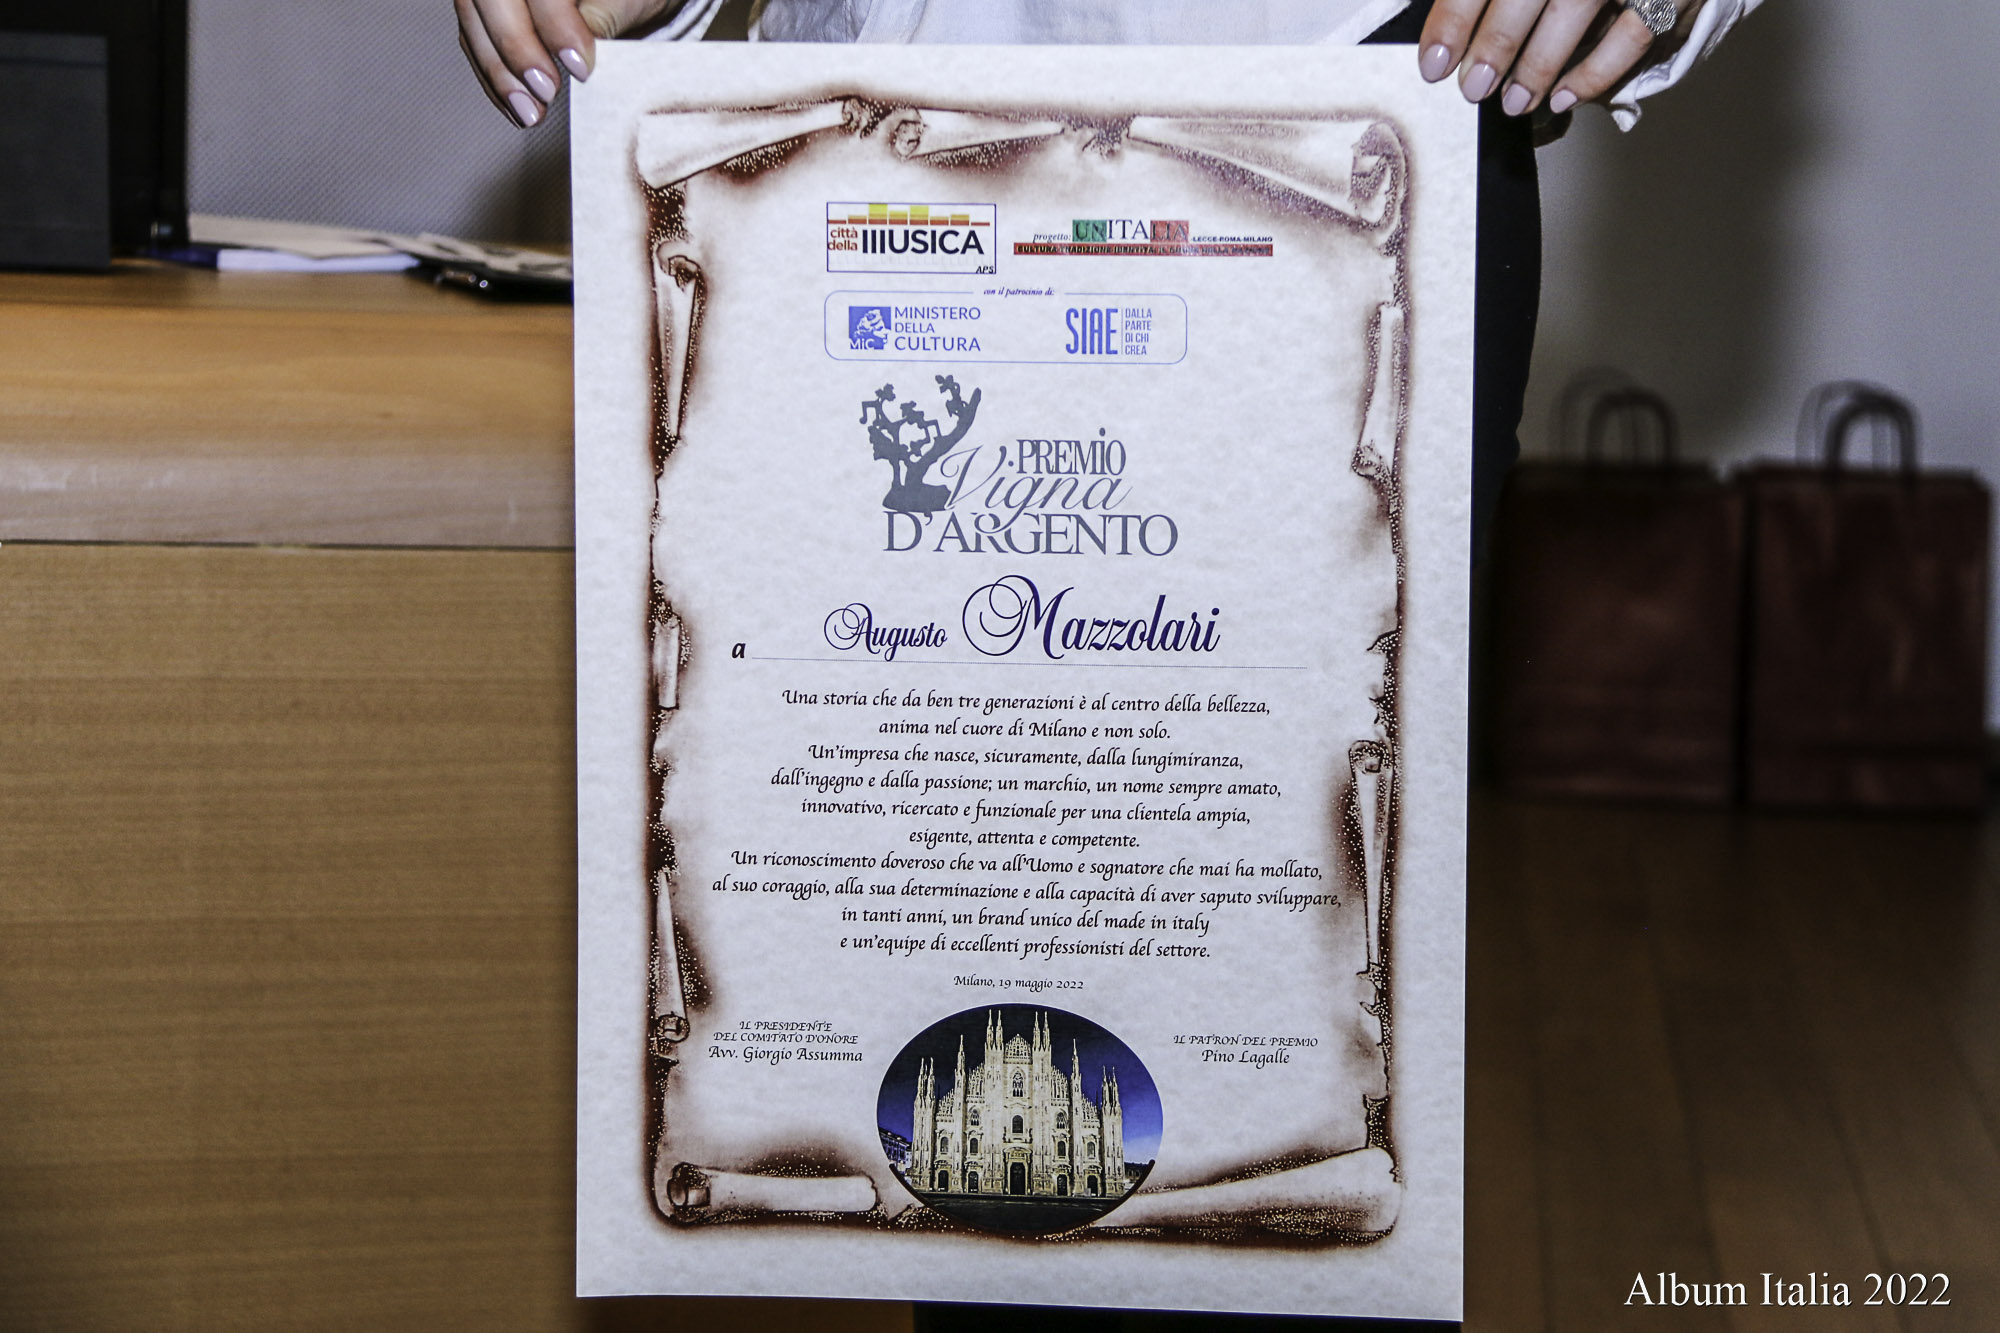 città
della MUSICA
APS
progetto: UNITALIA LECCE-ROMA-MILANO
con il patrocinio di:
MiC MINISTERO
DELLA
CULTURA
SIAE DALLA
PARTE
DI CHI
CREA
PREMIO
Vigna
D'ARGENTO
a Augusto Mazzolari
Una storia che da ben tre generazioni è al centro della bellezza,
anima nel cuore di Milano e non solo.
Un'impresa che nasce, sicuramente, dalla lungimiranza,
dall'ingegno e dalla passione; un marchio, un nome sempre amato,
innovativo, ricercato e funzionale per una clientela ampia,
esigente, attenta e competente.
Un riconoscimento doveroso che va all'Uomo e sognatore che mai ha mollato,
al suo coraggio, alla sua determinazione e alla capacità di aver saputo sviluppare,
in tanti anni, un brand unico del made in italy
e un'equipe di eccellenti professionisti del settore.
Milano, 19 maggio 2022
IL PRESIDENTE
DEL COMITATO D'ONORE
Avv. Giorgio Assumma
IL PATRON DEL PREMIO
Pino Lagalle
Album Italia 2022